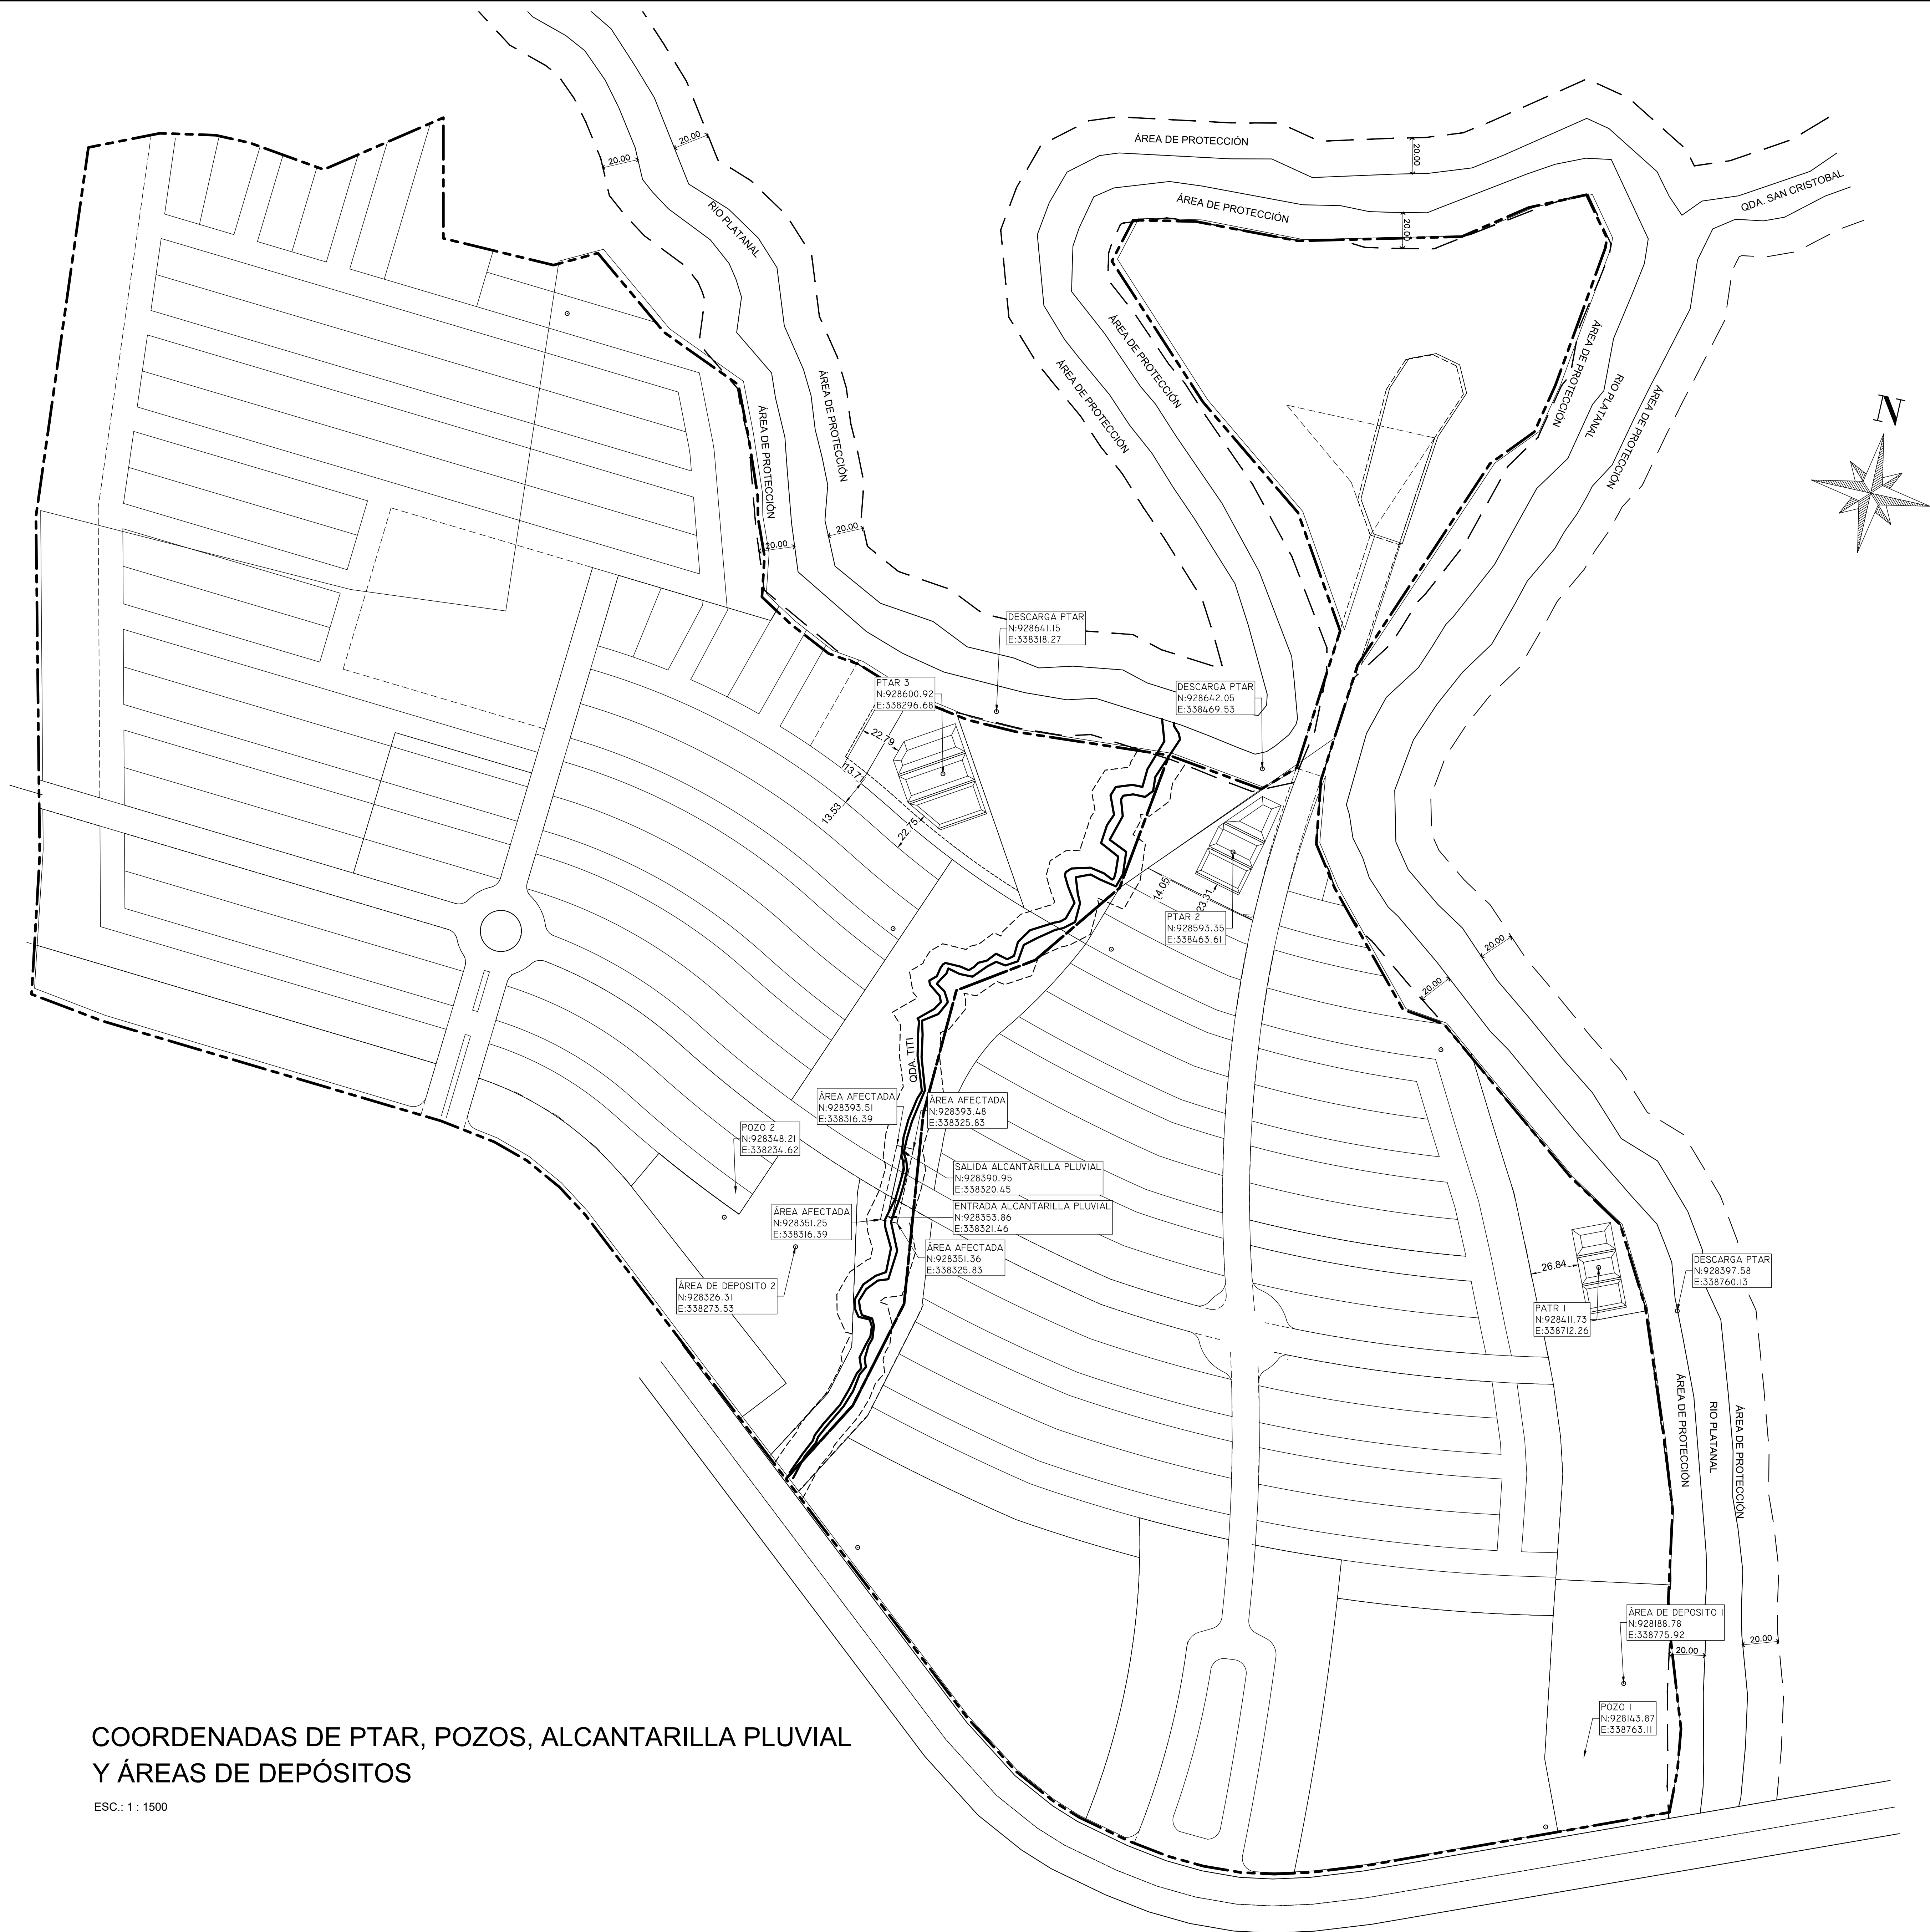 20.00
20.00
RIO PLATANAL
ÁREA DE PROTECCIÓN
20.00
ÁREA DE PROTECCIÓN
20.00
QDA. SAN CRISTOBAL
N
ÁREA DE PROTECCIÓN
ÁREA DE PROTECCIÓN
ÁREA DE PROTECCIÓN
RIO PLATANAL
ÁREA DE PROTECCIÓN
ÁREA DE PROTECCIÓN
ÁREA DE PROTECCIÓN
20.00
20.00
DESCARGA PTAR
N:928641.15
E:338318.27
PTAR 3
N:928600.92
E:338296.68
DESCARGA PTAR
N:928642.05
E:338469.53
22.79
13.71
13.53
22.75
14.05
23.31
PTAR 2
N:928593.35
E:338463.61
20.00
20.00
QDA. TITI
ÁREA AFECTADA
N:928393.51
E:338316.39
ÁREA AFECTADA
N:928393.48
E:338325.83
POZO 2
N:928348.21
E:338234.62
SALIDA ALCANTARILLA PLUVIAL
N:928390.95
E:338320.45
ÁREA AFECTADA
N:928351.25
E:338316.39
ENTRADA ALCANTARILLA PLUVIAL
N:928353.86
E:338321.46
ÁREA AFECTADA
N:928351.36
E:338325.83
ÁREA DE DEPOSITO 2
N:928326.31
E:338273.53
26.84
DESCARGA PTAR
N:928397.58
E:338760.13
PATR 1
N:928411.73
E:338712.26
ÁREA DE PROTECCIÓN
RIO PLATANAL
ÁREA DE PROTECCIÓN
ÁREA DE DEPOSITO 1
N:928188.78
E:338775.92
20.00
20.00
POZO 1
N:928143.87
E:338763.11
COORDENADAS DE PTAR, POZOS, ALCANTARILLA PLUVIAL
Y ÁREAS DE DEPÓSITOS
ESC.: 1 : 1500